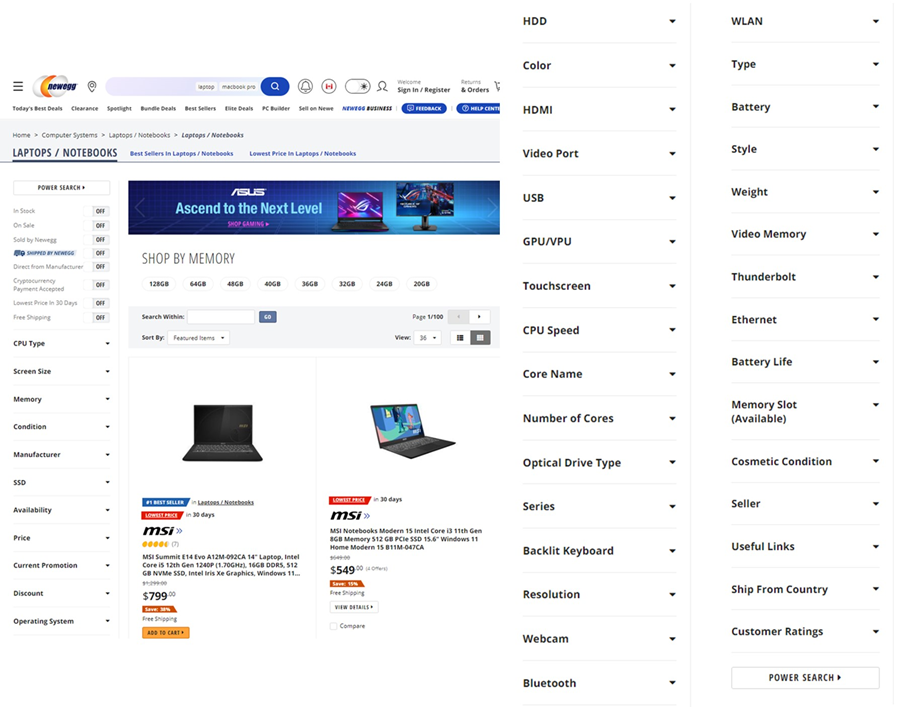 newegg
laptop
macbook pro
Welcome
Sign In / Register
Returns
& Orders
Today's Best Deals
Clearance
Spotlight
Bundle Deals
Best Sellers
Elite Deals
PC Builder
Sell on Newe
NEWEGG BUSINESS
FEEDBACK
HELP CENTE
Home > Computer Systems > Laptops / Notebooks > Laptops / Notebooks
LAPTOPS / NOTEBOOKS
Best Sellers In Laptops / Notebooks
Lowest Price In Laptops / Notebooks
POWER SEARCH
In Stock OFF
On Sale OFF
Sold by Newegg OFF
SHIPPED BY NEWEGG OFF
Direct from Manufacturer OFF
Cryptocurrency
Payment Accepted OFF
Lowest Price in 30 Days OFF
Free Shipping OFF
CPU Type
Screen Size
Memory
Condition
Manufacturer
SSD
Availability
Price
Current Promotion
Discount
Operating System
ASUS
Ascend to the Next Level
SHOP GAMING
SHOP BY MEMORY
128GB
64GB
48GB
40GB
36GB
32GB
24GB
20GB
Search Within:
GO
Page 1/100
Sort By: Featured Items
View: 36
#1 BEST SELLER in Laptops / Notebooks
LOWEST PRICE in 30 days
msi
(7)
MSI Summit E14 Evo A12M-092CA 14" Laptop, Intel
Core i5 12th Gen 1240P (1.70GHz), 16GB DDR5, 512
GB NVMe SSD, Intel Iris Xe Graphics, Windows 11...
$1,299.00
$799.00
Save: 38%
Free Shipping
ADD TO CART
LOWEST PRICE in 30 days
msi
MSI Notebooks Modern 15 Intel Core i3 11th Gen
8GB Memory 512 GB PCIe SSD 15.6" Windows 11
Home Modern 15 B11M-047CA
$649.00
$549.00 (4 Offers)
Save: 15%
Free Shipping
VIEW DETAILS
Compare
HDD
Color
HDMI
Video Port
USB
GPU/VPU
Touchscreen
CPU Speed
Core Name
Number of Cores
Optical Drive Type
Series
Backlit Keyboard
Resolution
Webcam
Bluetooth
WLAN
Type
Battery
Style
Weight
Video Memory
Thunderbolt
Ethernet
Battery Life
Memory Slot
(Available)
Cosmetic Condition
Seller
Useful Links
Ship From Country
Customer Ratings
POWER SEARCH